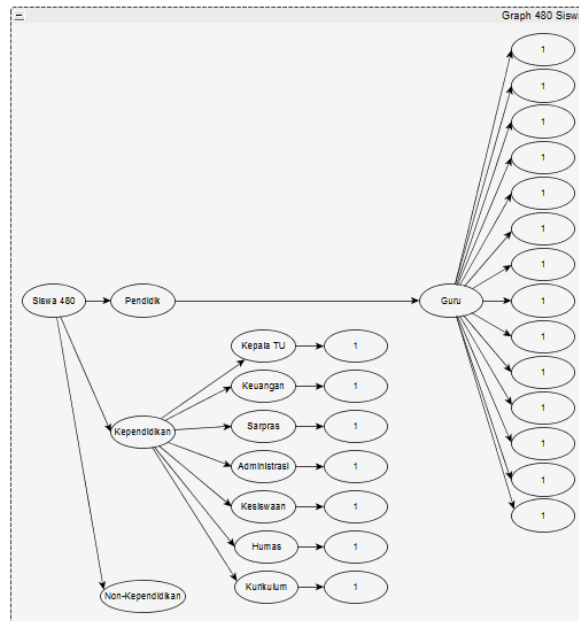 Graph 480 Siswa
Siswa 480
Pendidik
Guru
1
1
1
1
1
1
1
1
1
1
1
1
1
1
Kependidikan
Kepala TU
1
Keuangan
1
Sarpras
1
Administrasi
1
Kesiswaan
1
Humas
1
Kurikulum
1
Non-Kependidikan